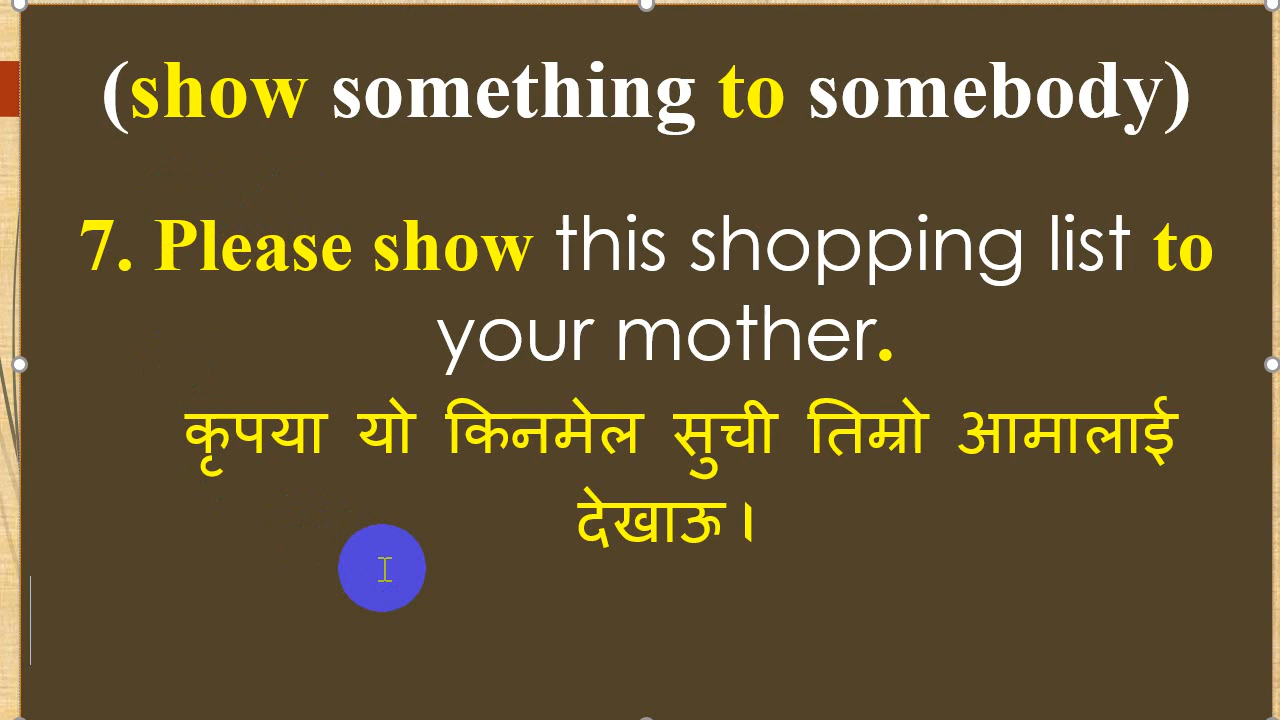 (show something to somebody)
7. Please show this shopping list to
your mother.
कृपया यो किनमेल सुची तिम्रो आमालाई
देखाऊ।